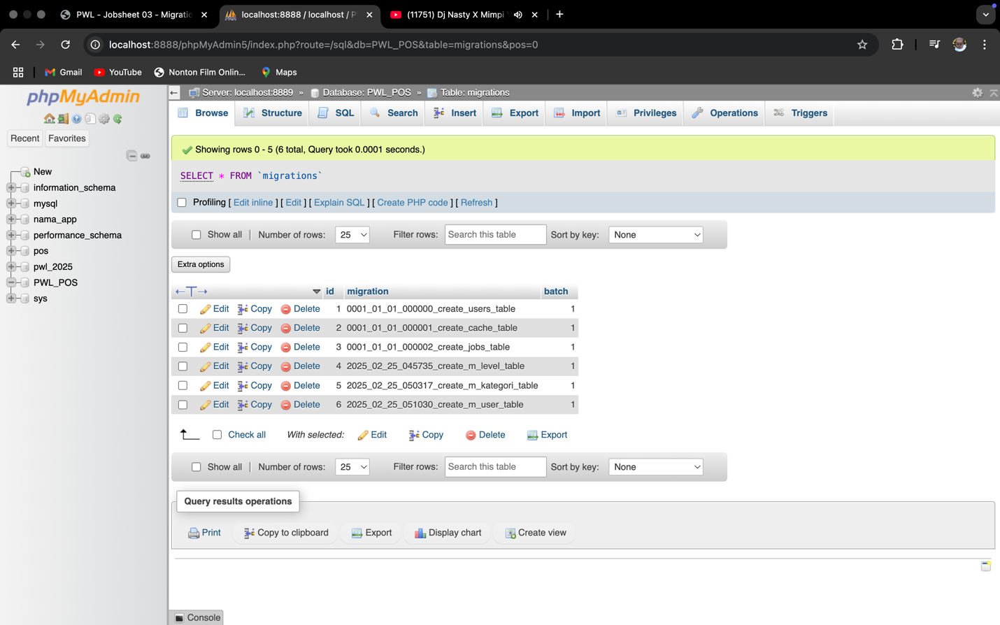 PWL - Jobsheet 03 - Migratio
localhost:8888 / localhost / P
(11751) Dj Nasty X Mimpi
localhost:8888/phpMyAdmin5/index.php?route=/sql&db=PWL_POS&table=migrations&pos=0
Gmail YouTube Nonton Film Onlin... Maps
phpMyAdmin
Recent Favorites
New
information_schema
mysql
nama_app
performance_schema
pos
pwl_2025
PWL_POS
sys
Server: localhost:8889 » Database: PWL_POS » Table: migrations
Browse Structure SQL Search Insert Export Import Privileges Operations Triggers
Showing rows 0 - 5 (6 total, Query took 0.0001 seconds.)
SELECT * FROM `migrations`
Profiling [ Edit inline ] [ Edit ] [ Explain SQL ] [ Create PHP code ] [ Refresh ]
Show all | Number of rows: 25 Filter rows: Search this table Sort by key: None
Extra options
←T→ id migration batch
Edit Copy Delete 1 0001_01_01_000000_create_users_table 1
Edit Copy Delete 2 0001_01_01_000001_create_cache_table 1
Edit Copy Delete 3 0001_01_01_000002_create_jobs_table 1
Edit Copy Delete 4 2025_02_25_045735_create_m_level_table 1
Edit Copy Delete 5 2025_02_25_050317_create_m_kategori_table 1
Edit Copy Delete 6 2025_02_25_051030_create_m_user_table 1
Check all With selected: Edit Copy Delete Export
Show all | Number of rows: 25 Filter rows: Search this table Sort by key: None
Query results operations
Print Copy to clipboard Export Display chart Create view
Console